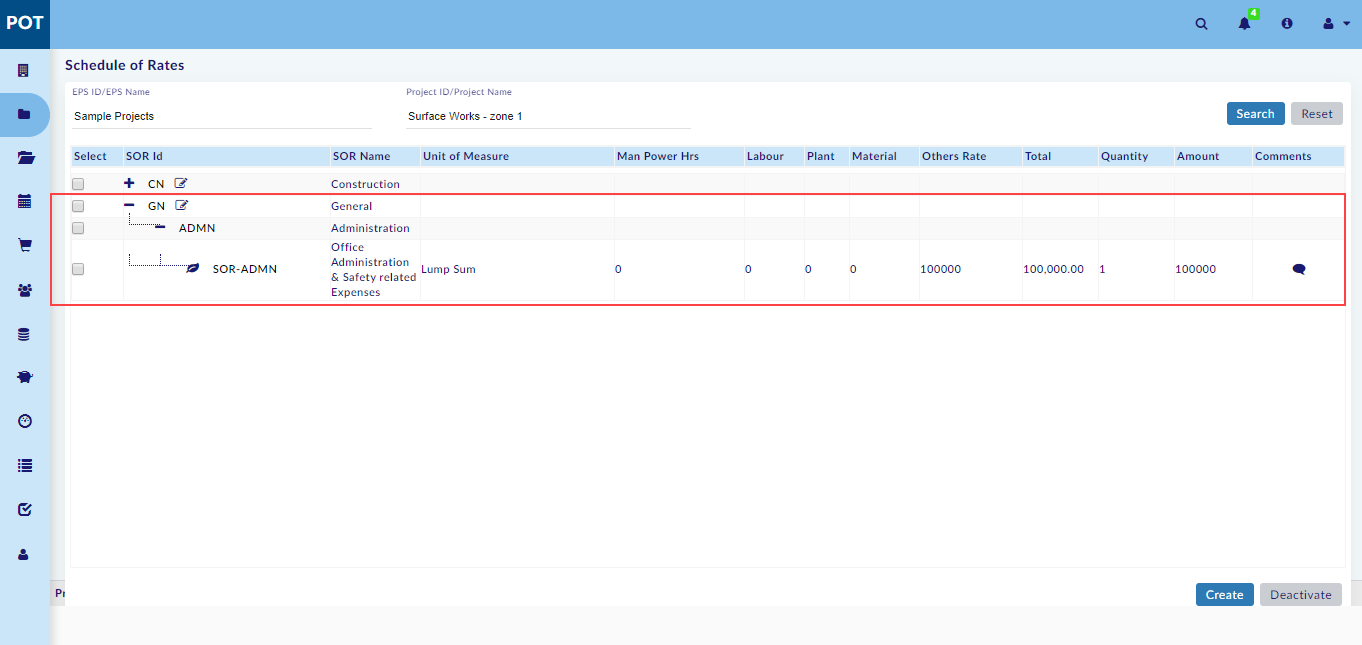 POT
4
Schedule of Rates
EPS ID/EPS Name Project ID/Project Name
Sample Projects Surface Works - zone 1
Search Reset
Select SOR Id SOR Name Unit of Measure Man Power Hrs Labour Plant Material Others Rate Total Quantity Amount Comments
CN Construction
GN General
ADMN Administration
SOR-ADMN Office
Administration
& Safety related
Expenses
Lump Sum 0 0 0 0 100000 100,000.00 1 100000
Pr
Create Deactivate